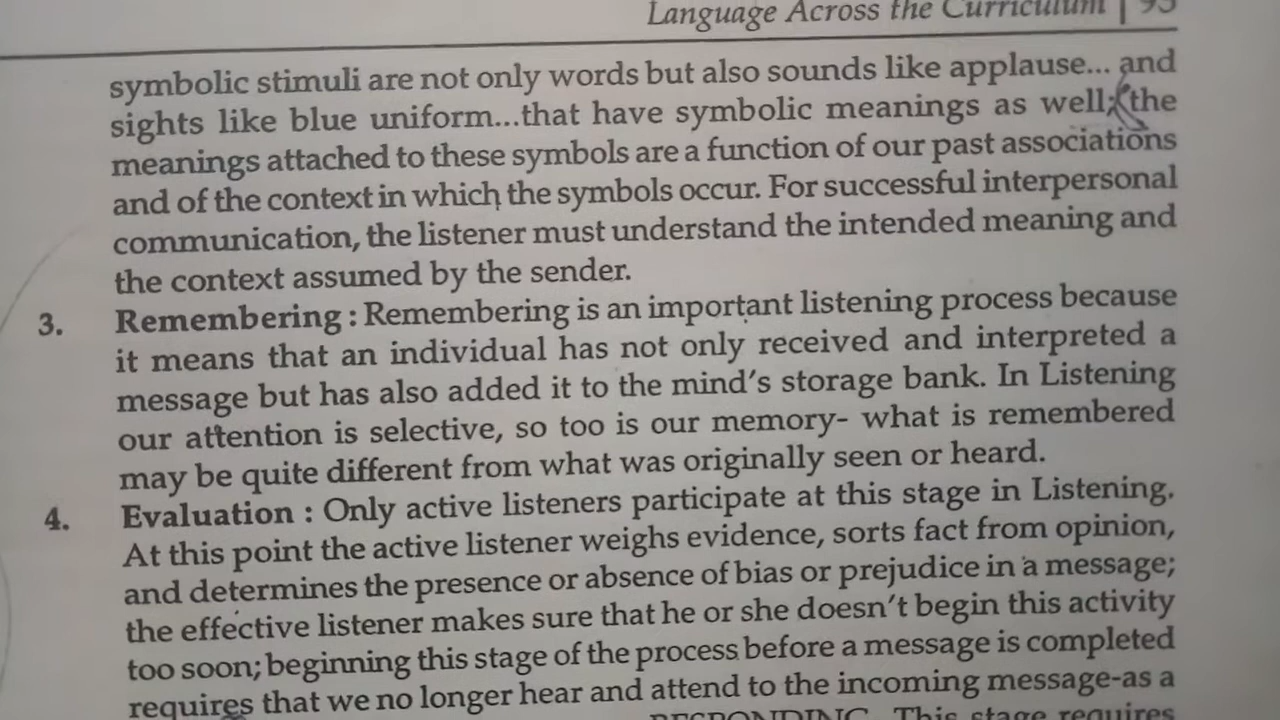 Language Across the Curriculum | 95
symbolic stimuli are not only words but also sounds like applause... and
sights like blue uniform...that have symbolic meanings as well; the
meanings attached to these symbols are a function of our past associations
and of the context in which the symbols occur. For successful interpersonal
communication, the listener must understand the intended meaning and
the context assumed by the sender.
3. Remembering : Remembering is an important listening process because
it means that an individual has not only received and interpreted a
message but has also added it to the mind's storage bank. In Listening
our attention is selective, so too is our memory- what is remembered
may be quite different from what was originally seen or heard.
4. Evaluation : Only active listeners participate at this stage in Listening.
At this point the active listener weighs evidence, sorts fact from opinion,
and determines the presence or absence of bias or prejudice in a message;
the effective listener makes sure that he or she doesn't begin this activity
too soon; beginning this stage of the process before a message is completed
requires that we no longer hear and attend to the incoming message-as a
RESPONDING This stage requires